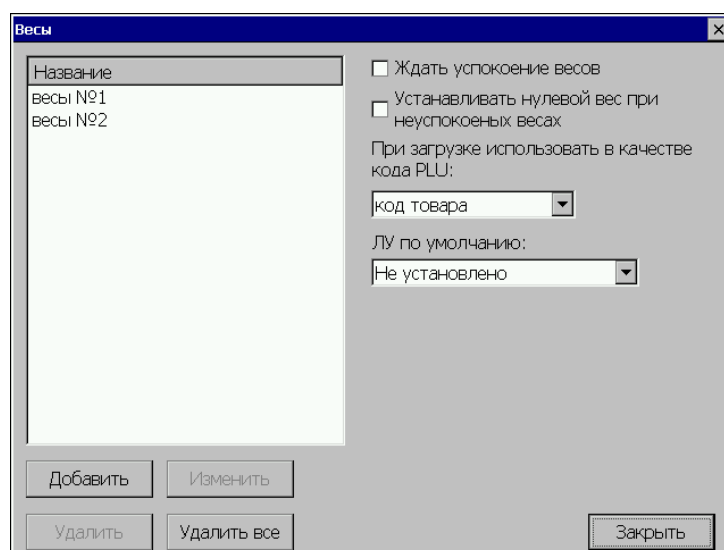 Весы
Название
весы №1
весы №2
Ждать успокоение весов
Устанавливать нулевой вес при
неуспокоеных весах
При загрузке использовать в качестве
кода PLU:
код товара
ЛУ по умолчанию:
Не установлено
Добавить
Изменить
Удалить
Удалить все
Закрыть